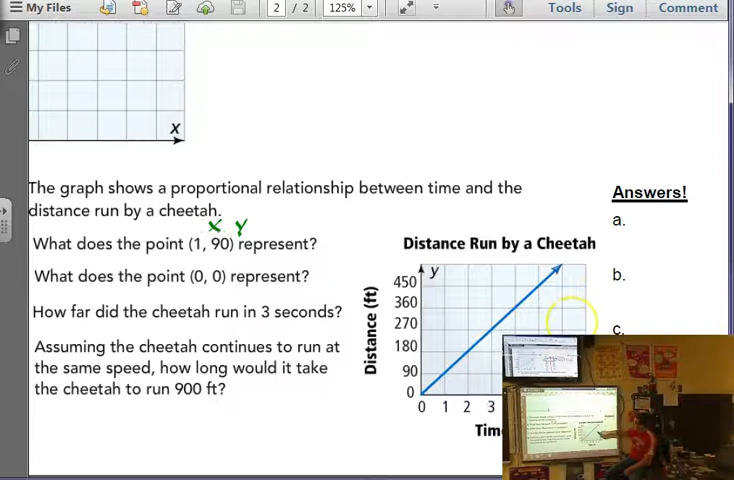 My Files
2 / 2
125%
Tools
Sign
Comment
X
The graph shows a proportional relationship between time and the
distance run by a cheetah.
X Y
What does the point (1, 90) represent?
What does the point (0, 0) represent?
How far did the cheetah run in 3 seconds?
Assuming the cheetah continues to run at
the same speed, how long would it take
the cheetah to run 900 ft?
Distance Run by a Cheetah
y
Distance (ft)
450
360
270
180
90
0
0 1 2 3
Tim
Answers!
a.
b.
c.